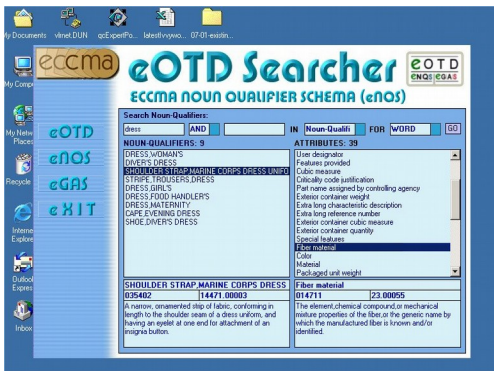 My Documents
vlinet.DUN
qcExpertPo...
latestIvvywo...
07-01-existin...
eccma
eOTD Searcher
EOTD
ENOS EGAS
ECCMA NOUN QUALIFIER SCHEMA (eNOS)
My Comp
My Netw
Places
Recycle
Interne
Explore
Outloo
Expres
Inbox
eOTD
eNOS
eGAS
eXIT
Search Noun-Qualifiers:
dress AND IN Noun-Qualifi FOR WORD GO
NOUN-QUALIFIERS: 9
DRESS,WOMAN'S
DIVER'S DRESS
SHOULDER STRAP,MARINE CORPS DRESS UNIFO
STRIPE,TROUSERS,DRESS
DRESS,GIRL'S
DRESS,FOOD HANDLER'S
DRESS,MATERNITY
CAPE,EVENING DRESS
SHOE,DIVER'S DRESS
ATTRIBUTES: 39
User designator
Features provided
Cubic measure
Criticality code justification
Part name assigned by controlling agency
Exterior container weight
Extra long characteristic description
Extra long reference number
Exterior container cubic measure
Exterior container quantity
Special features
Fiber material
Color
Material
Packaged unit weight
SHOULDER STRAP,MARINE CORPS DRESS
035402 14471.00003
A narrow, ornamented strip of fabric, conforming in
length to the shoulder seam of a dress uniform, and
having an eyelet at one end for attachment of an
insignia button.
Fiber material
014711 23.00055
The element,chemical compound,or mechanical
mixture properties of the fiber,or the generic name by
which the manufactured fiber is known and/or
identified.